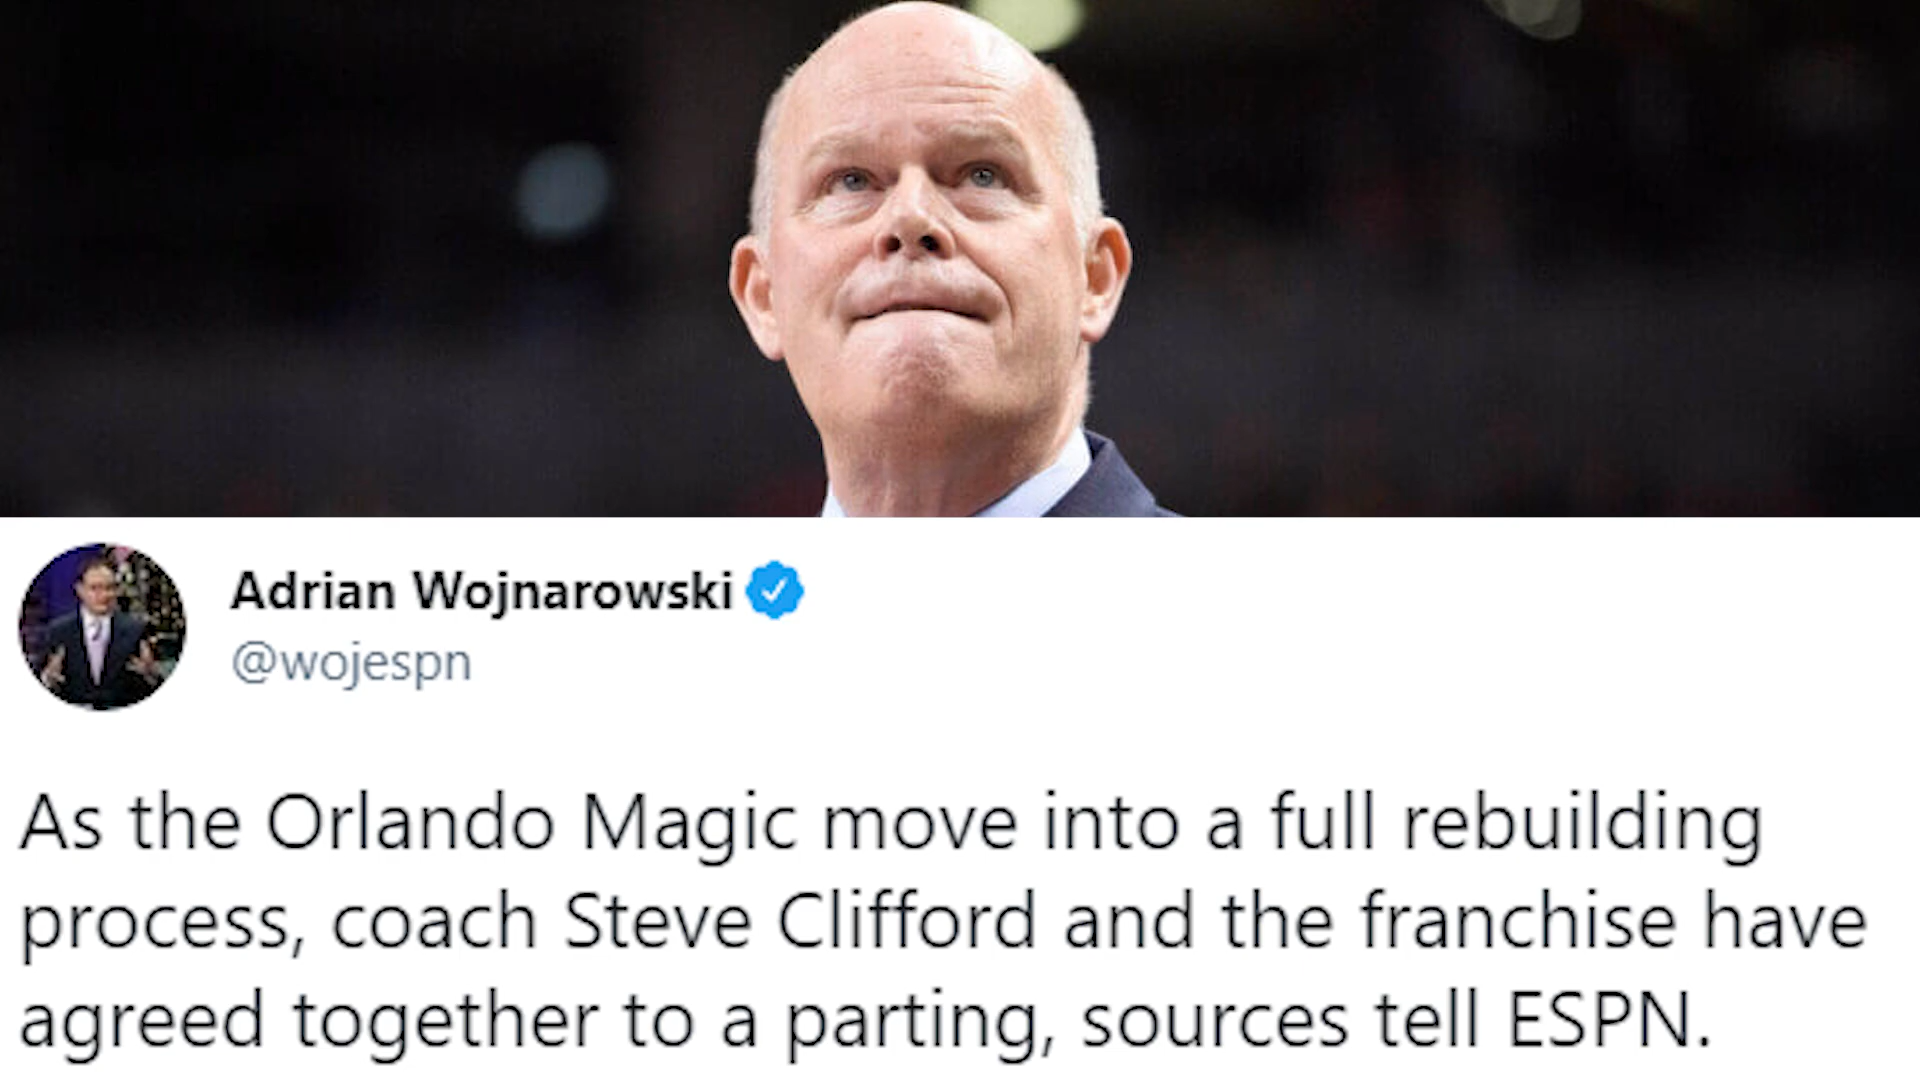 Adrian Wojnarowski
@wojespn
As the Orlando Magic move into a full rebuilding
process, coach Steve Clifford and the franchise have
agreed together to a parting, sources tell ESPN.